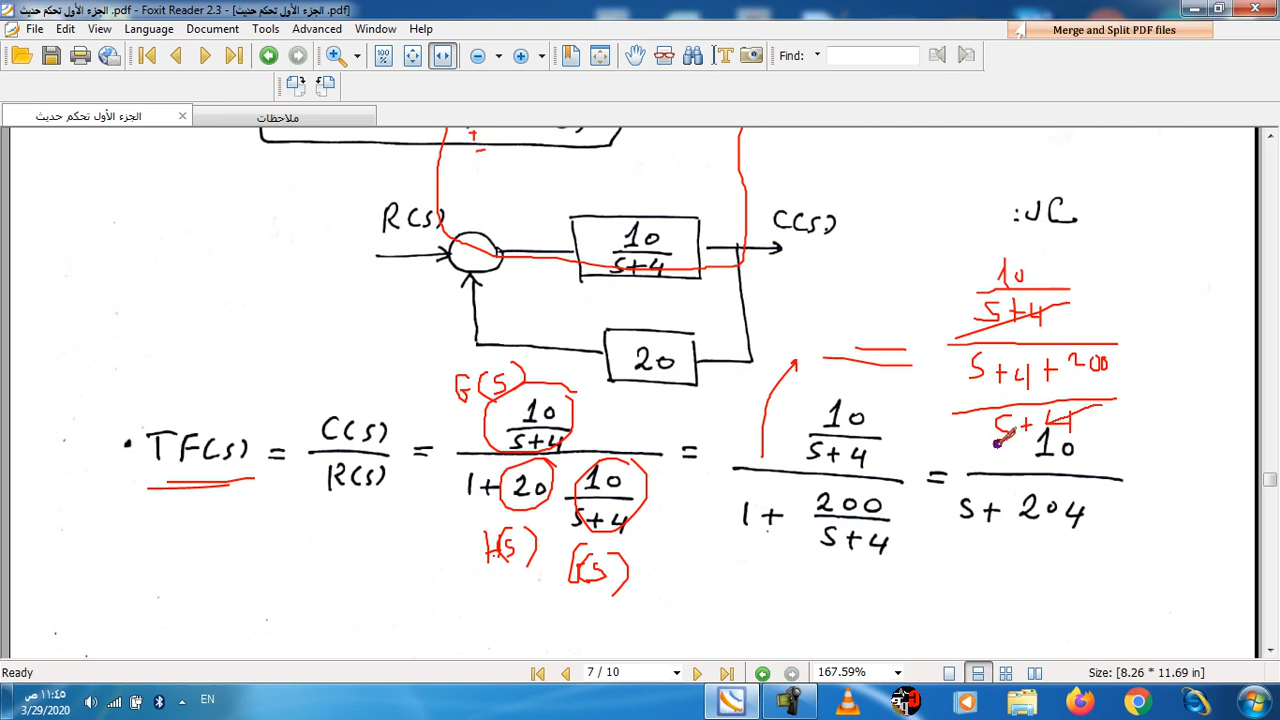 الجزء الأول تحكم حديث.pdf - Foxit Reader 2.3 - [الجزء الأول تحكم حديث.pdf]
File Edit View Language Document Tools Advanced Window Help
Merge and Split PDF files
Find:
الجزء الأول تحكم حديث
ملاحظات
+
-
R(s)
10
s+4
C(s)
الحل:
20
10
s+4
s+4+200
s+4
G(s)
• TF(s) = C(s) / R(s) = (10 / s+4) / (1 + 20 10 / s+4) = (10 / s+4) / (1 + 200 / s+4) = 10 / s+204
H(s)
Ready 7 / 10 167.59% Size: [8.26 * 11.69 in]
EN
١١:٤٥ ص
3/29/2020